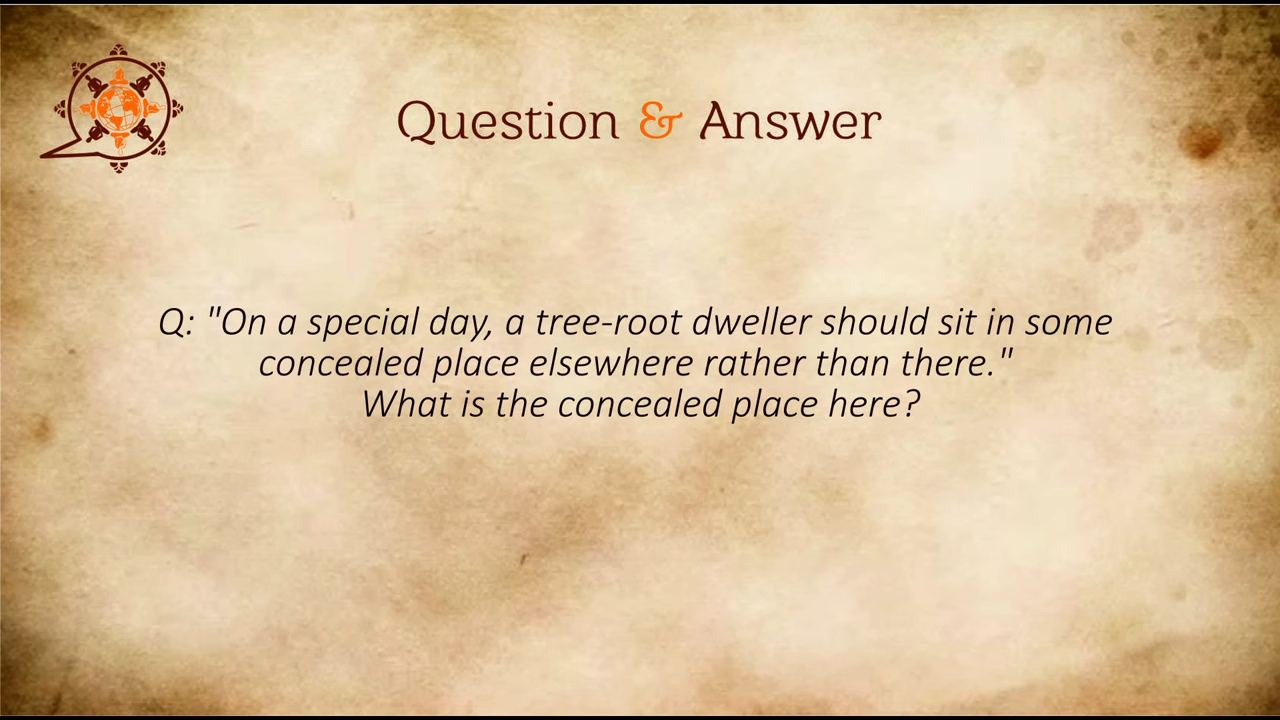 Question & Answer
Q: "On a special day, a tree-root dweller should sit in some
concealed place elsewhere rather than there."
What is the concealed place here?